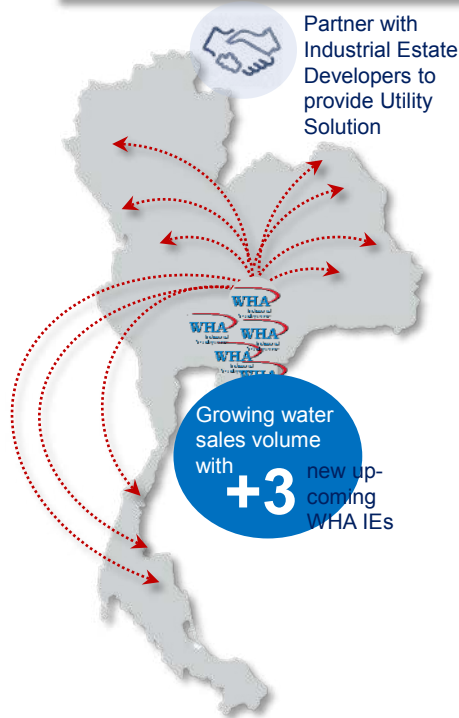 Partner with
Industrial Estate
Developers to
provide Utility
Solution
WHA
WHA
WHA
WHA
WHA
Growing water
sales volume
with +3 new up-
coming
WHA IEs